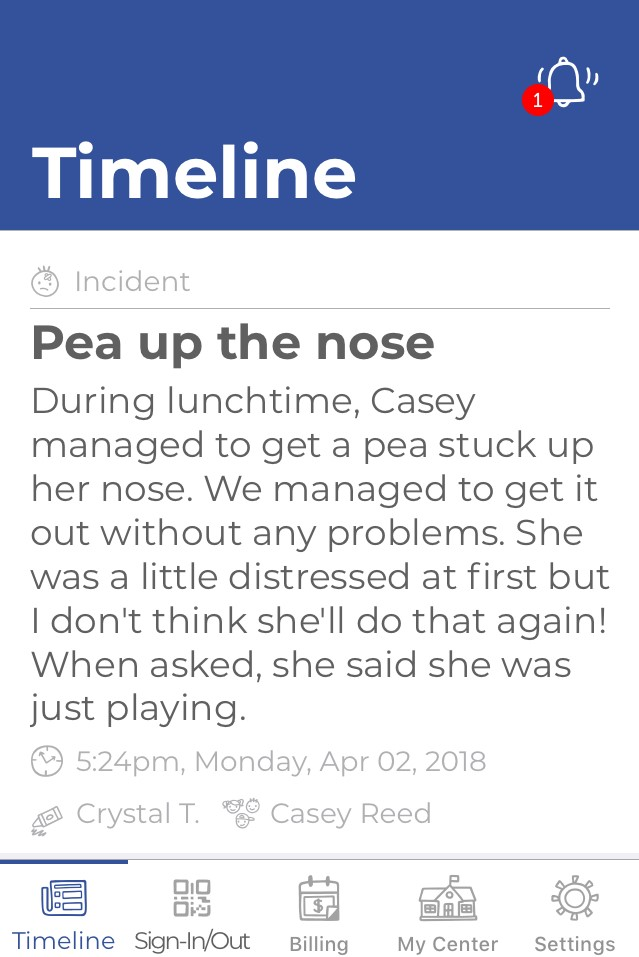 1
Timeline
Incident
Pea up the nose
During lunchtime, Casey
managed to get a pea stuck up
her nose. We managed to get it
out without any problems. She
was a little distressed at first but
I don't think she'll do that again!
When asked, she said she was
just playing.
5:24pm, Monday, Apr 02, 2018
Crystal T. Casey Reed
$
Timeline Sign-In/Out Billing My Center Settings